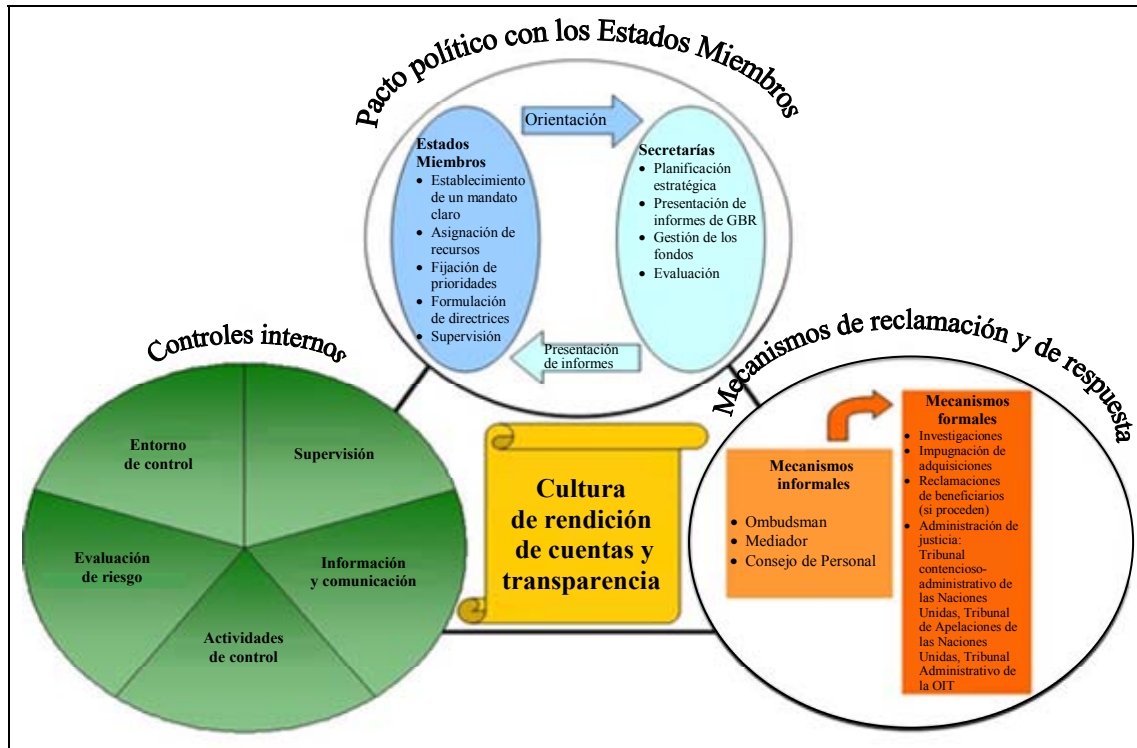 Pacto político con los Estados Miembros
Orientación
Estados
Miembros
• Establecimiento
de un mandato
claro
• Asignación de
recursos
• Fijación de
prioridades
• Formulación
de directrices
• Supervisión
Secretarías
• Planificación
estratégica
• Presentación de
informes de GBR
• Gestión de los
fondos
• Evaluación
Presentación
de informes
Controles internos
Entorno
de control
Supervisión
Evaluación
de riesgo
Información
y comunicación
Actividades
de control
Cultura
de rendición
de cuentas y
transparencia
Mecanismos de reclamación y de respuesta
Mecanismos
informales
• Ombudsman
• Mediador
• Consejo de Personal
Mecanismos
formales
• Investigaciones
• Impugnación de
adquisiciones
• Reclamaciones
de beneficiarios
(si proceden)
• Administración de
justicia:
Tribunal
contencioso-
administrativo de
las Naciones
Unidas, Tribunal
de Apelaciones de
las Naciones
Unidas, Tribunal
Administrativo de
la OIT